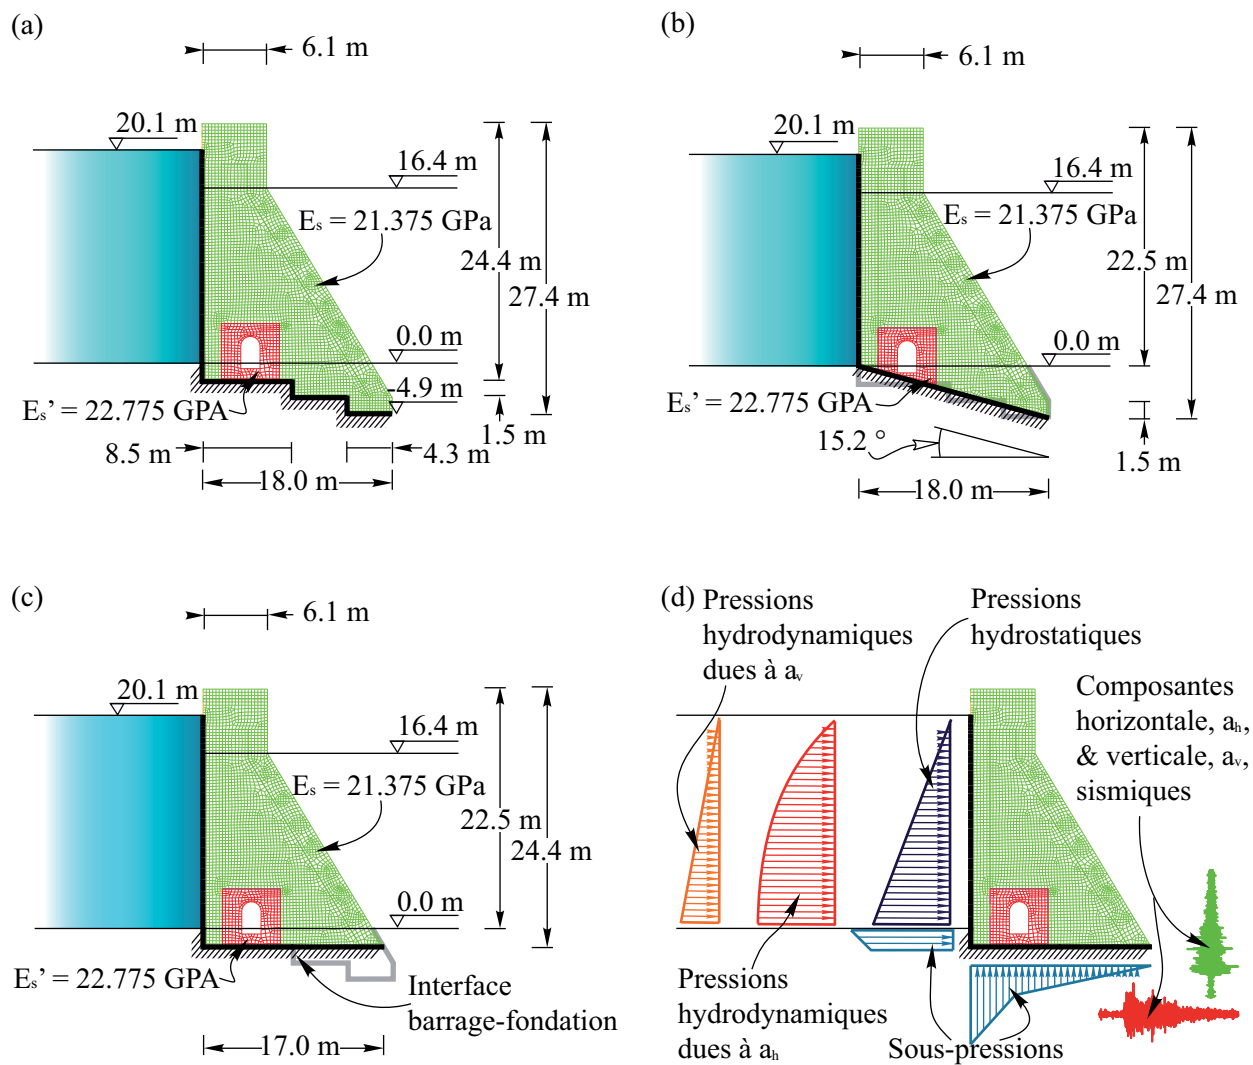 (a)
6.1 m
20.1 m
16.4 m
Es = 21.375 GPa
24.4 m
27.4 m
0.0 m
-4.9 m
Es’ = 22.775 GPA
1.5 m
8.5 m
4.3 m
18.0 m
(b)
6.1 m
20.1 m
16.4 m
Es = 21.375 GPa
22.5 m
27.4 m
0.0 m
Es’ = 22.775 GPA
15.2 °
1.5 m
18.0 m
(c)
6.1 m
20.1 m
16.4 m
Es = 21.375 GPa
22.5 m
24.4 m
0.0 m
Es’ = 22.775 GPA
Interface
barrage-fondation
17.0 m
(d)
Pressions
hydrodynamiques
dues à av
Pressions
hydrostatiques
Composantes
horizontale, ah,
& verticale, av,
sismiques
Pressions
hydrodynamiques
dues à ah
Sous-pressions